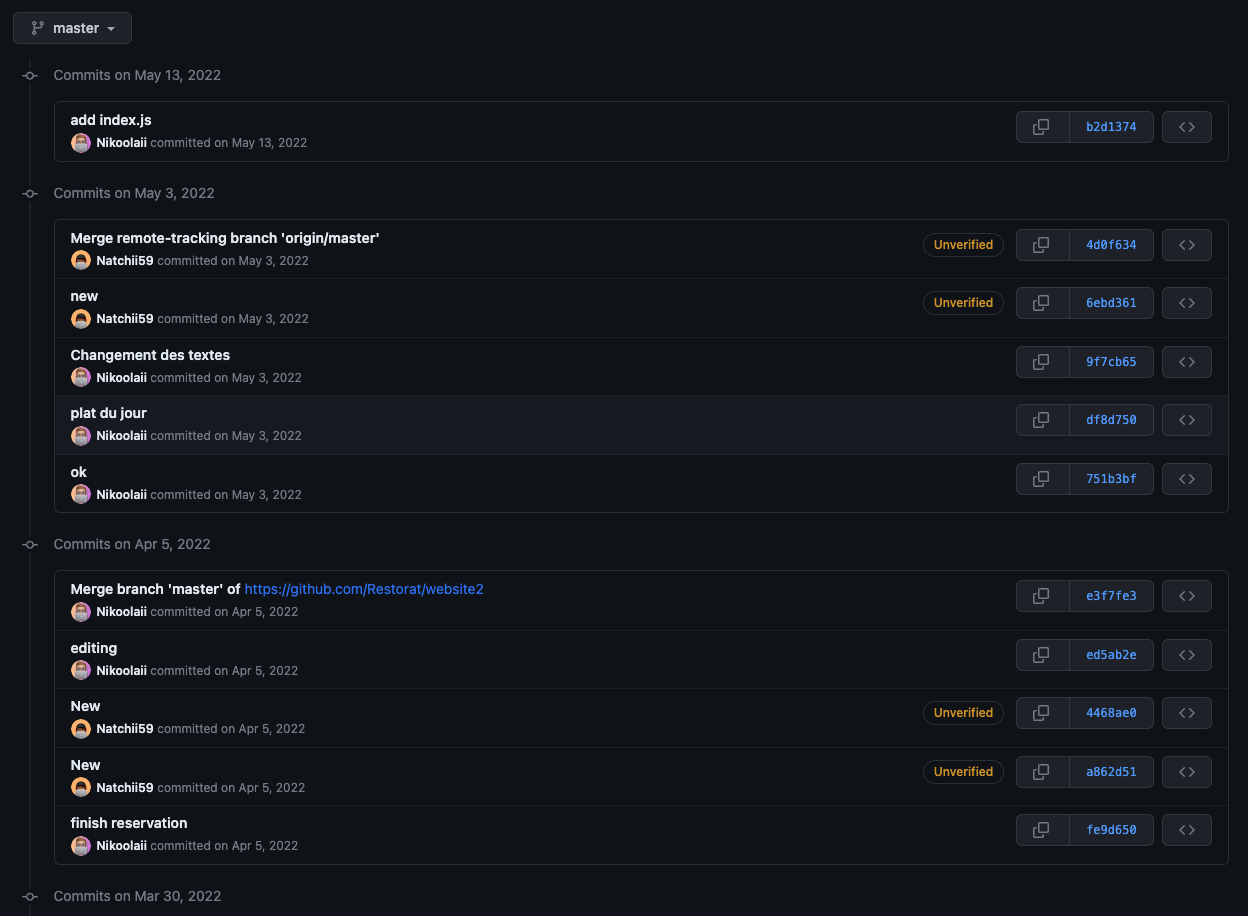 master
Commits on May 13, 2022
add index.js
Nikoolaii committed on May 13, 2022
b2d1374
Commits on May 3, 2022
Merge remote-tracking branch 'origin/master'
Natchii59 committed on May 3, 2022
Unverified
4d0f634
new
Natchii59 committed on May 3, 2022
Unverified
6ebd361
Changement des textes
Nikoolaii committed on May 3, 2022
9f7cb65
plat du jour
Nikoolaii committed on May 3, 2022
df8d750
ok
Nikoolaii committed on May 3, 2022
751b3bf
Commits on Apr 5, 2022
Merge branch 'master' of https://github.com/Restorat/website2
Nikoolaii committed on Apr 5, 2022
e3f7fe3
editing
Nikoolaii committed on Apr 5, 2022
ed5ab2e
New
Natchii59 committed on Apr 5, 2022
Unverified
4468ae0
New
Natchii59 committed on Apr 5, 2022
Unverified
a862d51
finish reservation
Nikoolaii committed on Apr 5, 2022
fe9d650
Commits on Mar 30, 2022